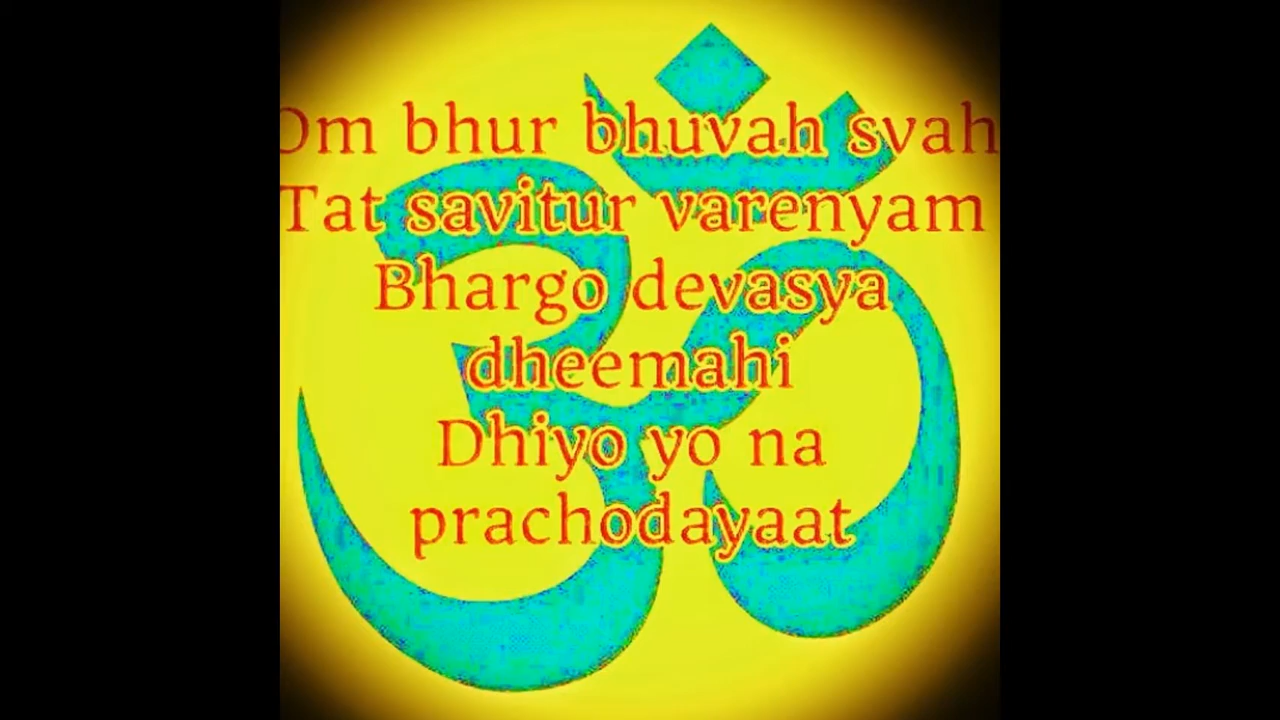 Om bhur bhuvah svah
Tat savitur varenyam
Bhargo devasya
dheemahi
Dhiyo yo na
prachodayaat